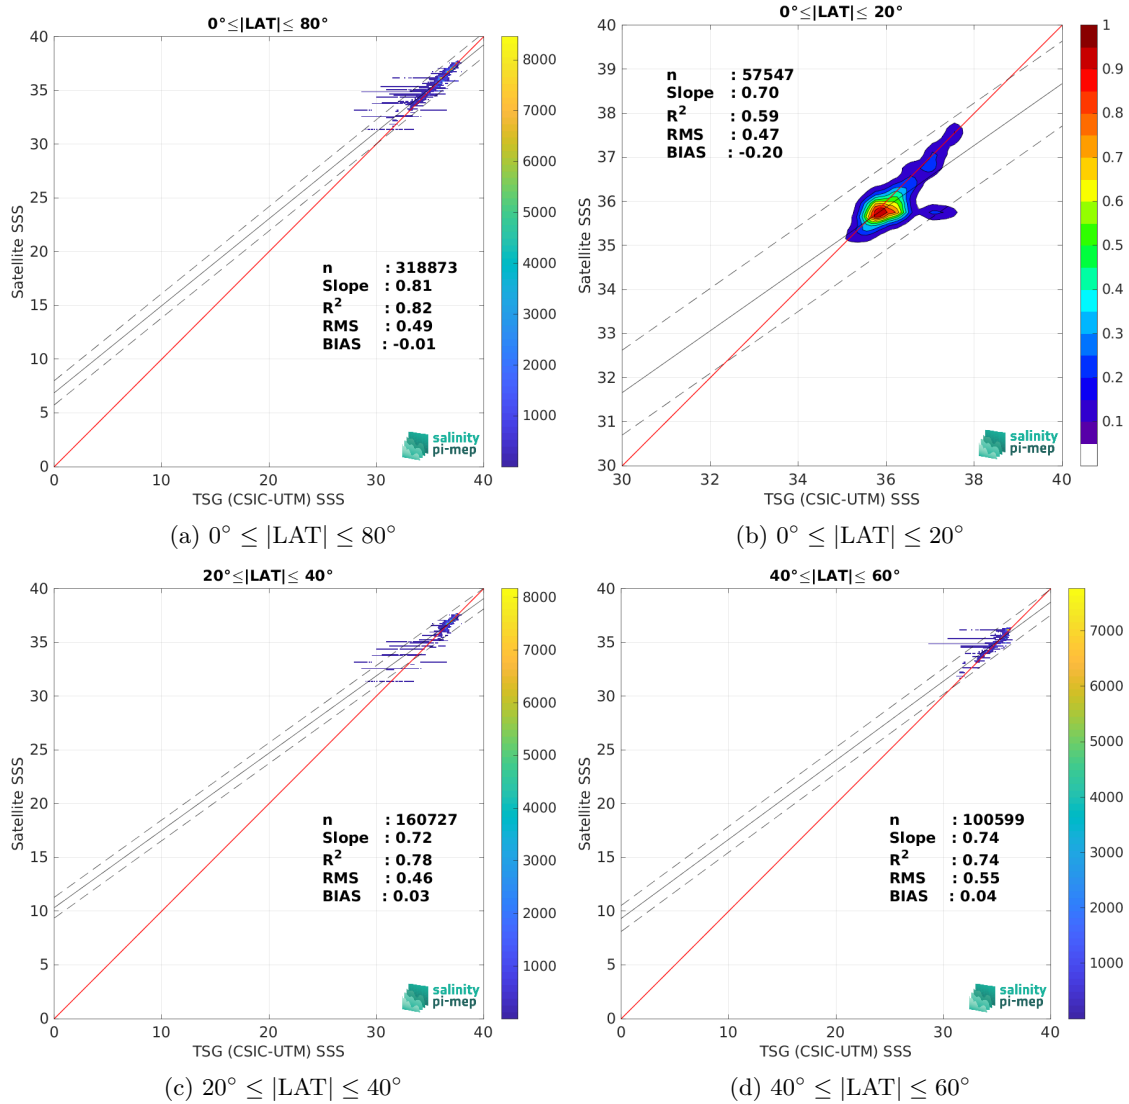 0°≤|LAT|≤ 80°
40
35
30
25
20
15
10
5
0
0
10
20
30
40
Satellite SSS
TSG (CSIC-UTM) SSS
n : 318873
Slope : 0.81
R2 : 0.82
RMS : 0.49
BIAS : -0.01
8000
7000
6000
5000
4000
3000
2000
1000
salinity
pi-mep
(a) 0° ≤ |LAT| ≤ 80°
0°≤|LAT|≤ 20°
40
39
38
37
36
35
34
33
32
31
30
30
32
34
36
38
40
Satellite SSS
TSG (CSIC-UTM) SSS
n : 57547
Slope : 0.70
R2 : 0.59
RMS : 0.47
BIAS : -0.20
1
0.9
0.8
0.7
0.6
0.5
0.4
0.3
0.2
0.1
salinity
pi-mep
(b) 0° ≤ |LAT| ≤ 20°
20°≤|LAT|≤ 40°
40
35
30
25
20
15
10
5
0
0
10
20
30
40
Satellite SSS
TSG (CSIC-UTM) SSS
n : 160727
Slope : 0.72
R2 : 0.78
RMS : 0.46
BIAS : 0.03
8000
7000
6000
5000
4000
3000
2000
1000
salinity
pi-mep
(c) 20° ≤ |LAT| ≤ 40°
40°≤|LAT|≤ 60°
40
35
30
25
20
15
10
5
0
0
10
20
30
40
Satellite SSS
TSG (CSIC-UTM) SSS
n : 100599
Slope : 0.74
R2 : 0.74
RMS : 0.55
BIAS : 0.04
7000
6000
5000
4000
3000
2000
1000
salinity
pi-mep
(d) 40° ≤ |LAT| ≤ 60°